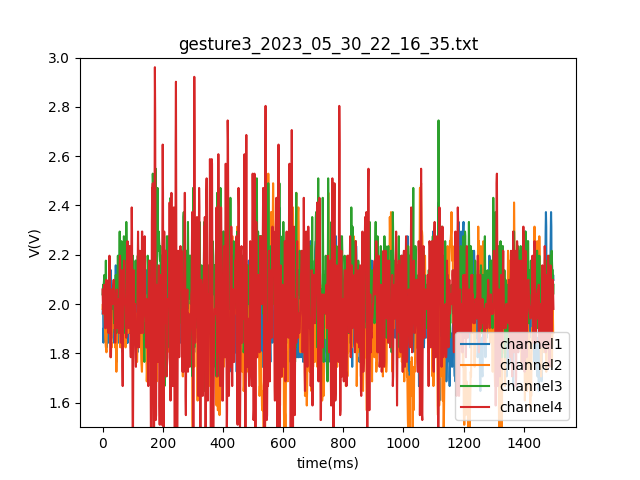 gesture3_2023_05_30_22_16_35.txt
3.0
2.8
2.6
2.4
2.2
2.0
1.8
1.6
V(V)
channel1
channel2
channel3
channel4
0 200 400 600 800 1000 1200 1400
time(ms)